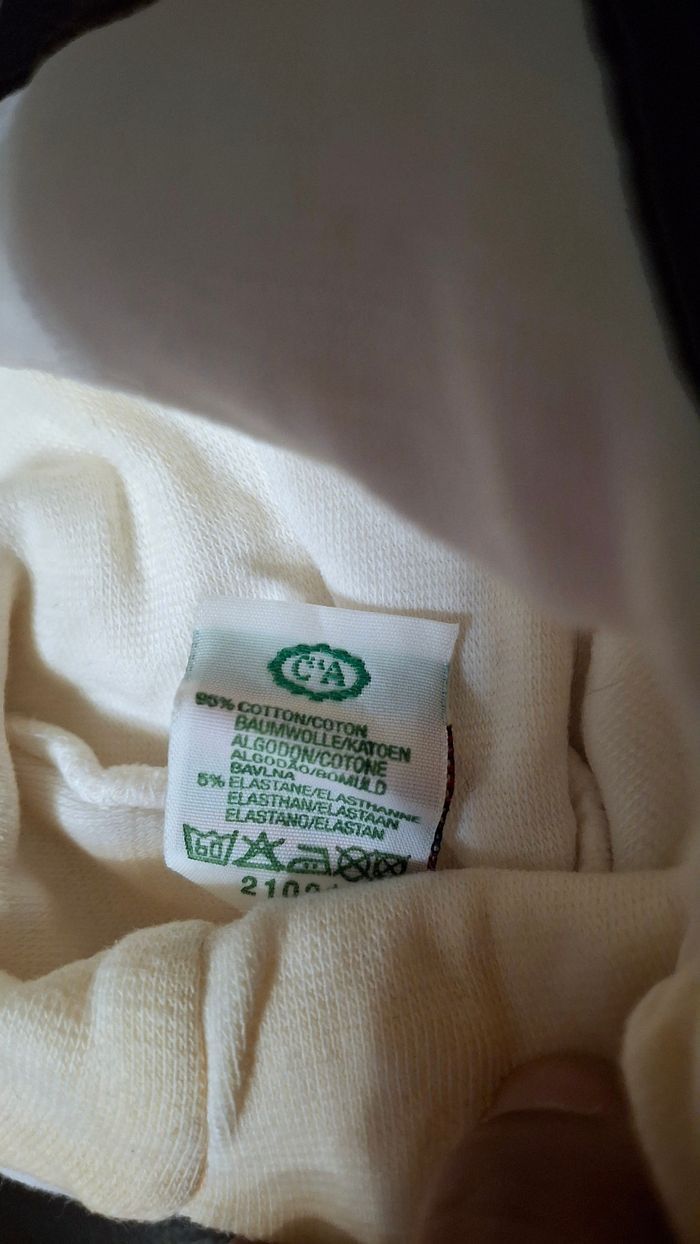 C&A
95% COTTON/COTON
BAUMWOLLE/KATOEN
ALGODON/COTONE
ALGODÃO/BOMULD
BAVLNA
5% ELASTANE/ELASTHANNE
ELASTHAN/ELASTAAN
ELASTANO/ELASTAN
60